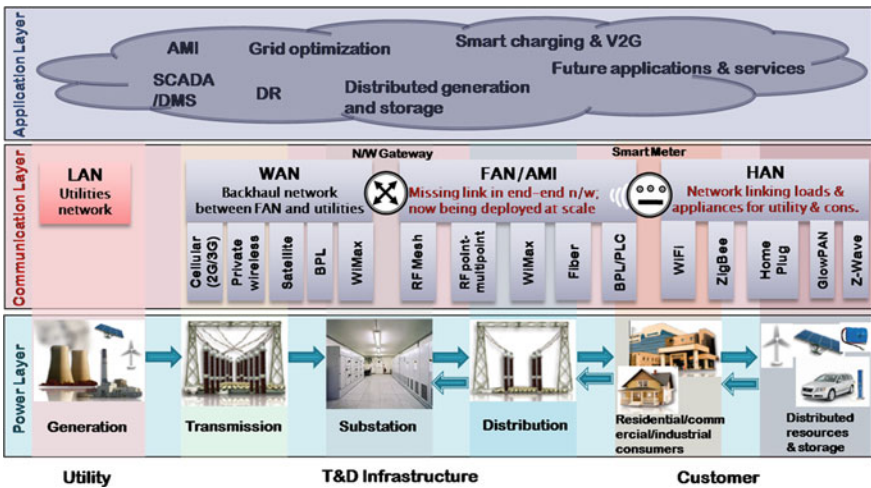 Application Layer
AMI
Grid optimization
Smart charging & V2G
Future applications & services
SCADA
/DMS
DR
Distributed generation
and storage
Communication Layer
N/W Gateway
Smart Meter
LAN
Utilities
network
WAN
Backhaul network
between FAN and utilities
FAN/AMI
Missing link in end-end n/w;
now being deployed at scale
HAN
Network linking loads &
appliances for utility & cons.
Cellular
(2G/3G)
Private
wireless
Satellite
BPL
WiMax
RF Mesh
RF point-
multipoint
WiMax
Fiber
BPL/PLC
WiFi
ZigBee
Home
Plug
GlowPAN
Z-Wave
Power Layer
Generation
Transmission
Substation
Distribution
Residential/comm
ercial/industrial
consumers
Distributed
resources
& storage
Utility
T&D Infrastructure
Customer